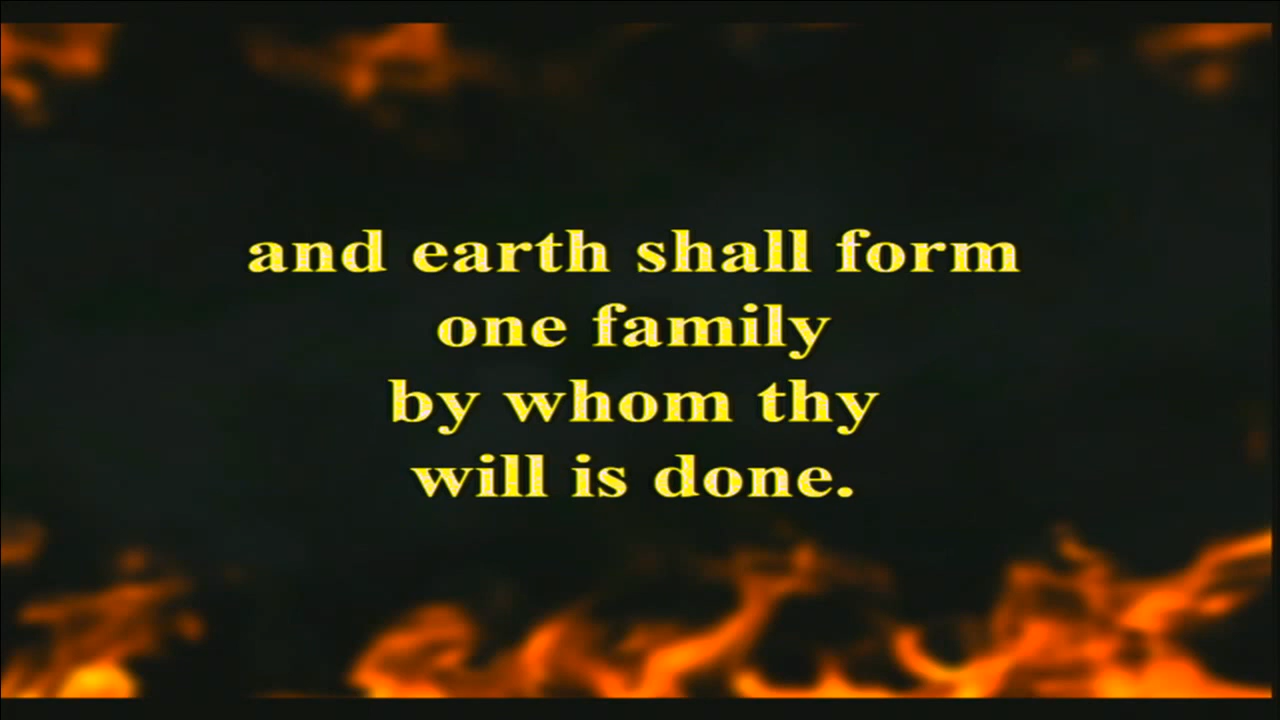 and earth shall form
one family
by whom thy
will is done.